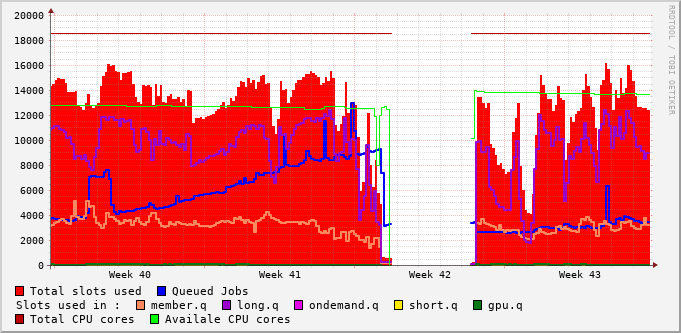 20000
18000
16000
14000
12000
10000
8000
6000
4000
2000
0
Week 40 Week 41 Week 42 Week 43
RRDTOOL / TOBI OETIKER
Total slots used Queued Jobs
Slots used in : member.q long.q ondemand.q short.q gpu.q
Total CPU cores Availale CPU cores